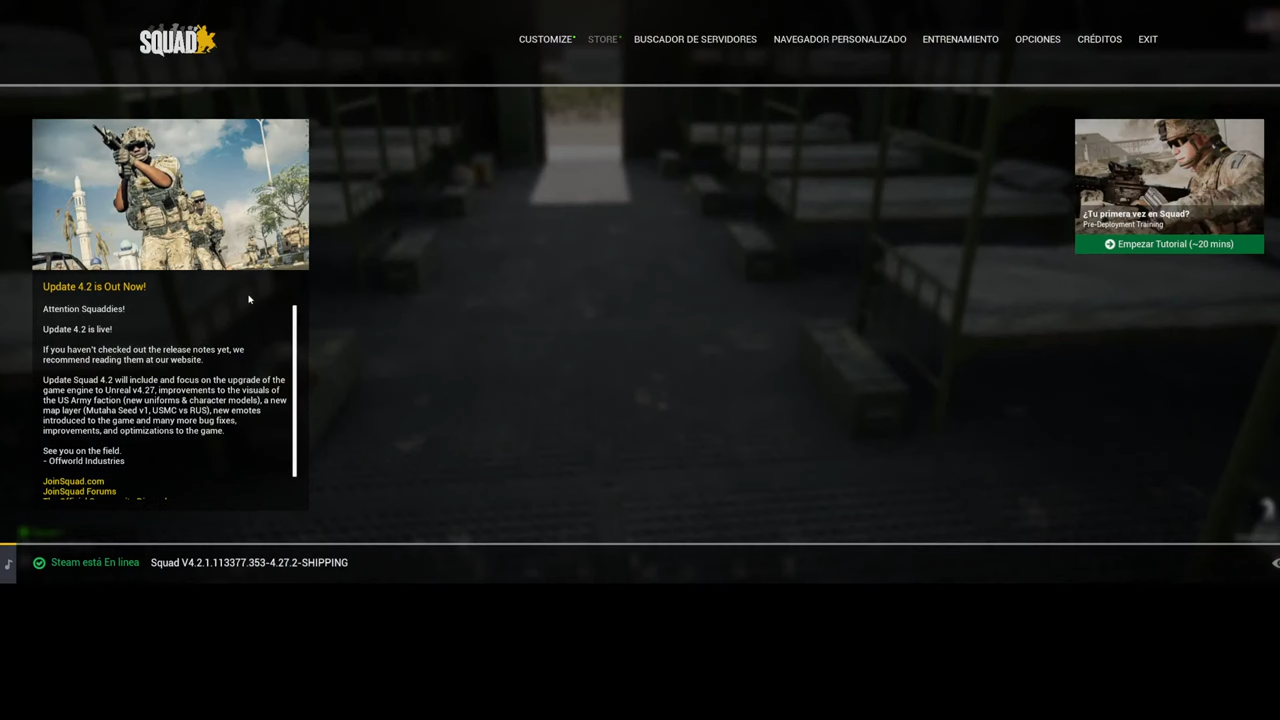 SQUAD
CUSTOMIZE
STORE
BUSCADOR DE SERVIDORES
NAVEGADOR PERSONALIZADO
ENTRENAMIENTO
OPCIONES
CRÉDITOS
EXIT
¿Tu primera vez en Squad?
Pre-Deployment Training
Empezar Tutorial (~20 mins)
Update 4.2 is Out Now!
Attention Squaddies!
Update 4.2 is live!
If you haven't checked out the release notes yet, we
recommend reading them at our website.
Update Squad 4.2 will include and focus on the upgrade of the
game engine to Unreal v4.27, improvements to the visuals of
the US Army faction (new uniforms & character models), a new
map layer (Mutaha Seed v1, USMC vs RUS), new emotes
introduced to the game and many more bug fixes,
improvements, and optimizations to the game.
See you on the field.
- Offworld Industries
JoinSquad.com
JoinSquad Forums
Steam está En línea
Squad V4.2.1.113377.353-4.27.2-SHIPPING